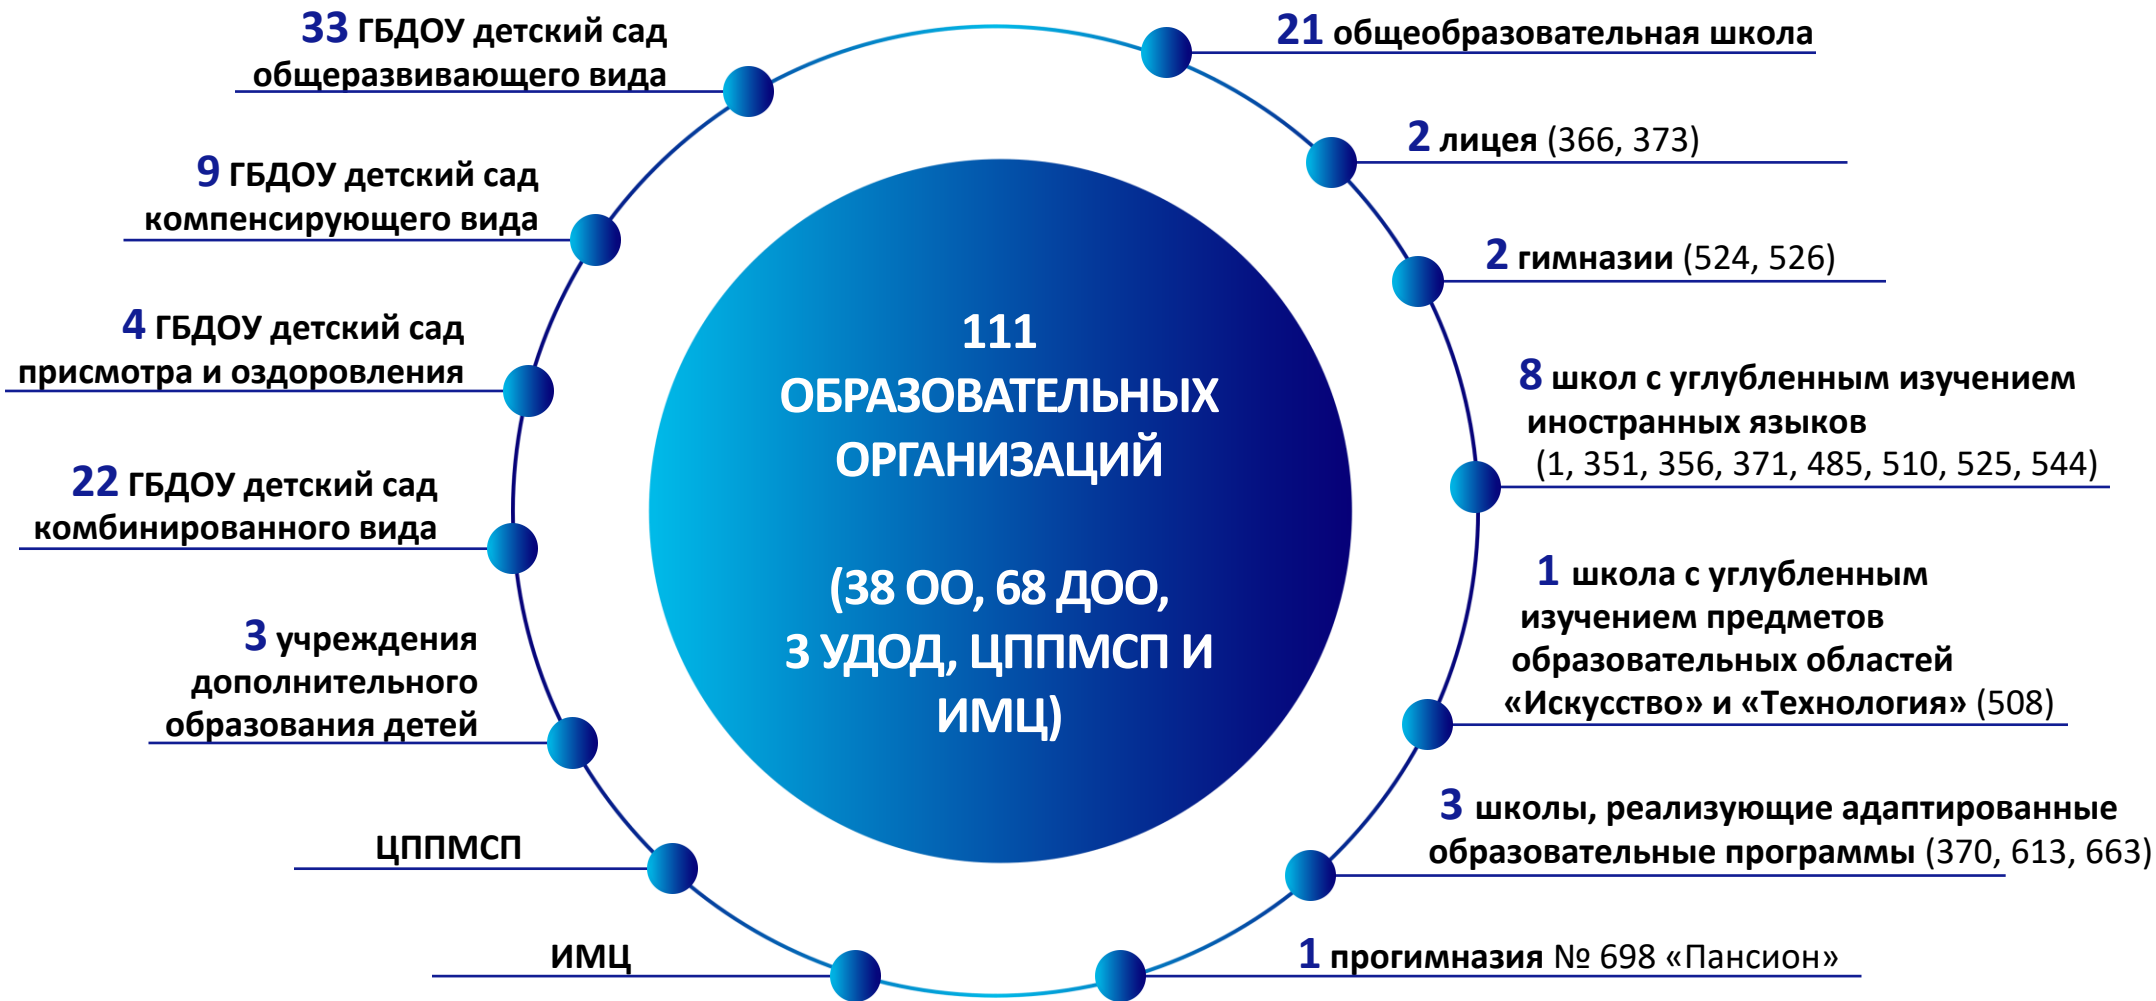 33 ГБДОУ детский сад
общеразвивающего вида
9 ГБДОУ детский сад
компенсирующего вида
4 ГБДОУ детский сад
присмотра и оздоровления
22 ГБДОУ детский сад
комбинированного вида
3 учреждения
дополнительного
образования детей
ЦППМСП
ИМЦ
111
ОБРАЗОВАТЕЛЬНЫХ
ОРГАНИЗАЦИЙ
(38 ОО, 68 ДОО,
3 УДОД, ЦППМСП И
ИМЦ)
21 общеобразовательная школа
2 лицея (366, 373)
2 гимназии (524, 526)
8 школ с углубленным изучением
иностранных языков
(1, 351, 356, 371, 485, 510, 525, 544)
1 школа с углубленным
изучением предметов
образовательных областей
«Искусство» и «Технология» (508)
3 школы, реализующие адаптированные
образовательные программы (370, 613, 663)
1 прогимназия № 698 «Пансион»